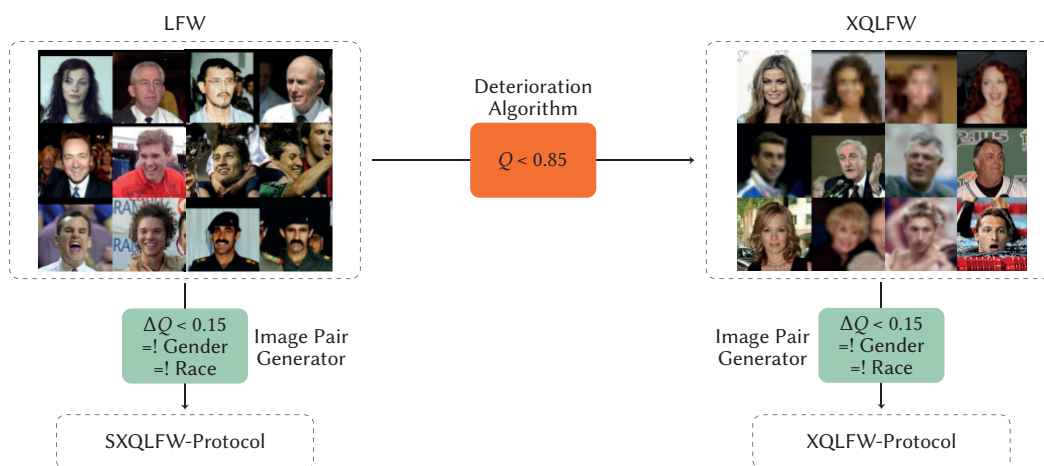 LFW
XQLFW
Deterioration
Algorithm
Q < 0.85
ΔQ < 0.15
=! Gender
=! Race
Image Pair
Generator
Image Pair
Generator
ΔQ < 0.15
=! Gender
=! Race
SXQLFW-Protocol
XQLFW-Protocol